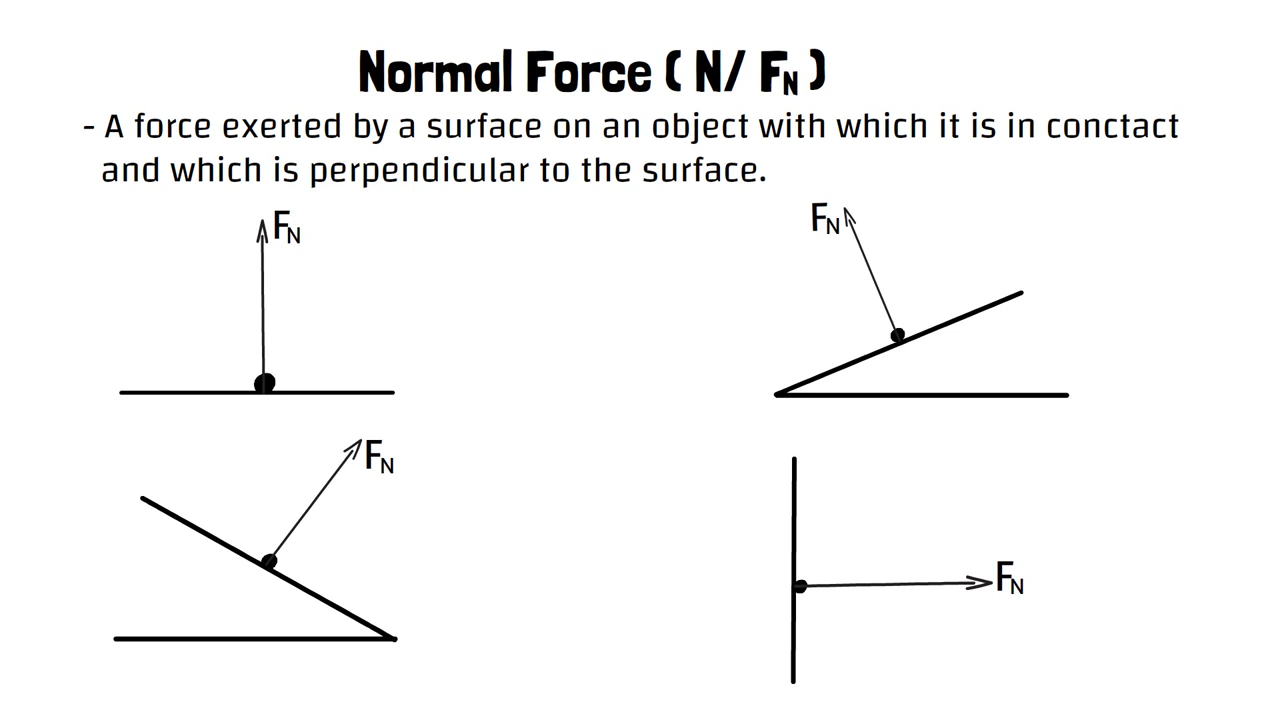 Normal Force ( N/ FN )
- A force exerted by a surface on an object with which it is in conctact
and which is perpendicular to the surface.
FN
FN
FN
FN